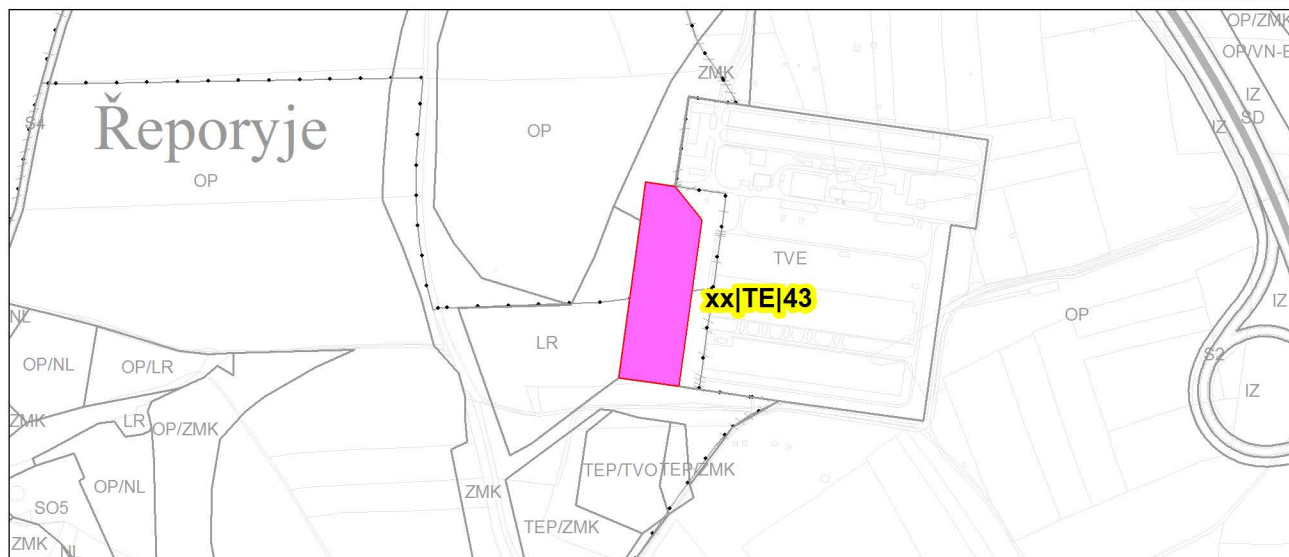 OP/ZMK
OP/VN-E
ZMK
IZ
SD
IZ
S4
Řeporyje
OP
OP
TVE
xx|TE|43
IZ
OP
NL
LR
S2
OP/NL
OP/LR
IZ
ZMK
LR
OP/ZMK
TEP/TVO
TEP/ZMK
OP/NL
ZMK
SO5
TEP/ZMK
ZMK
NL